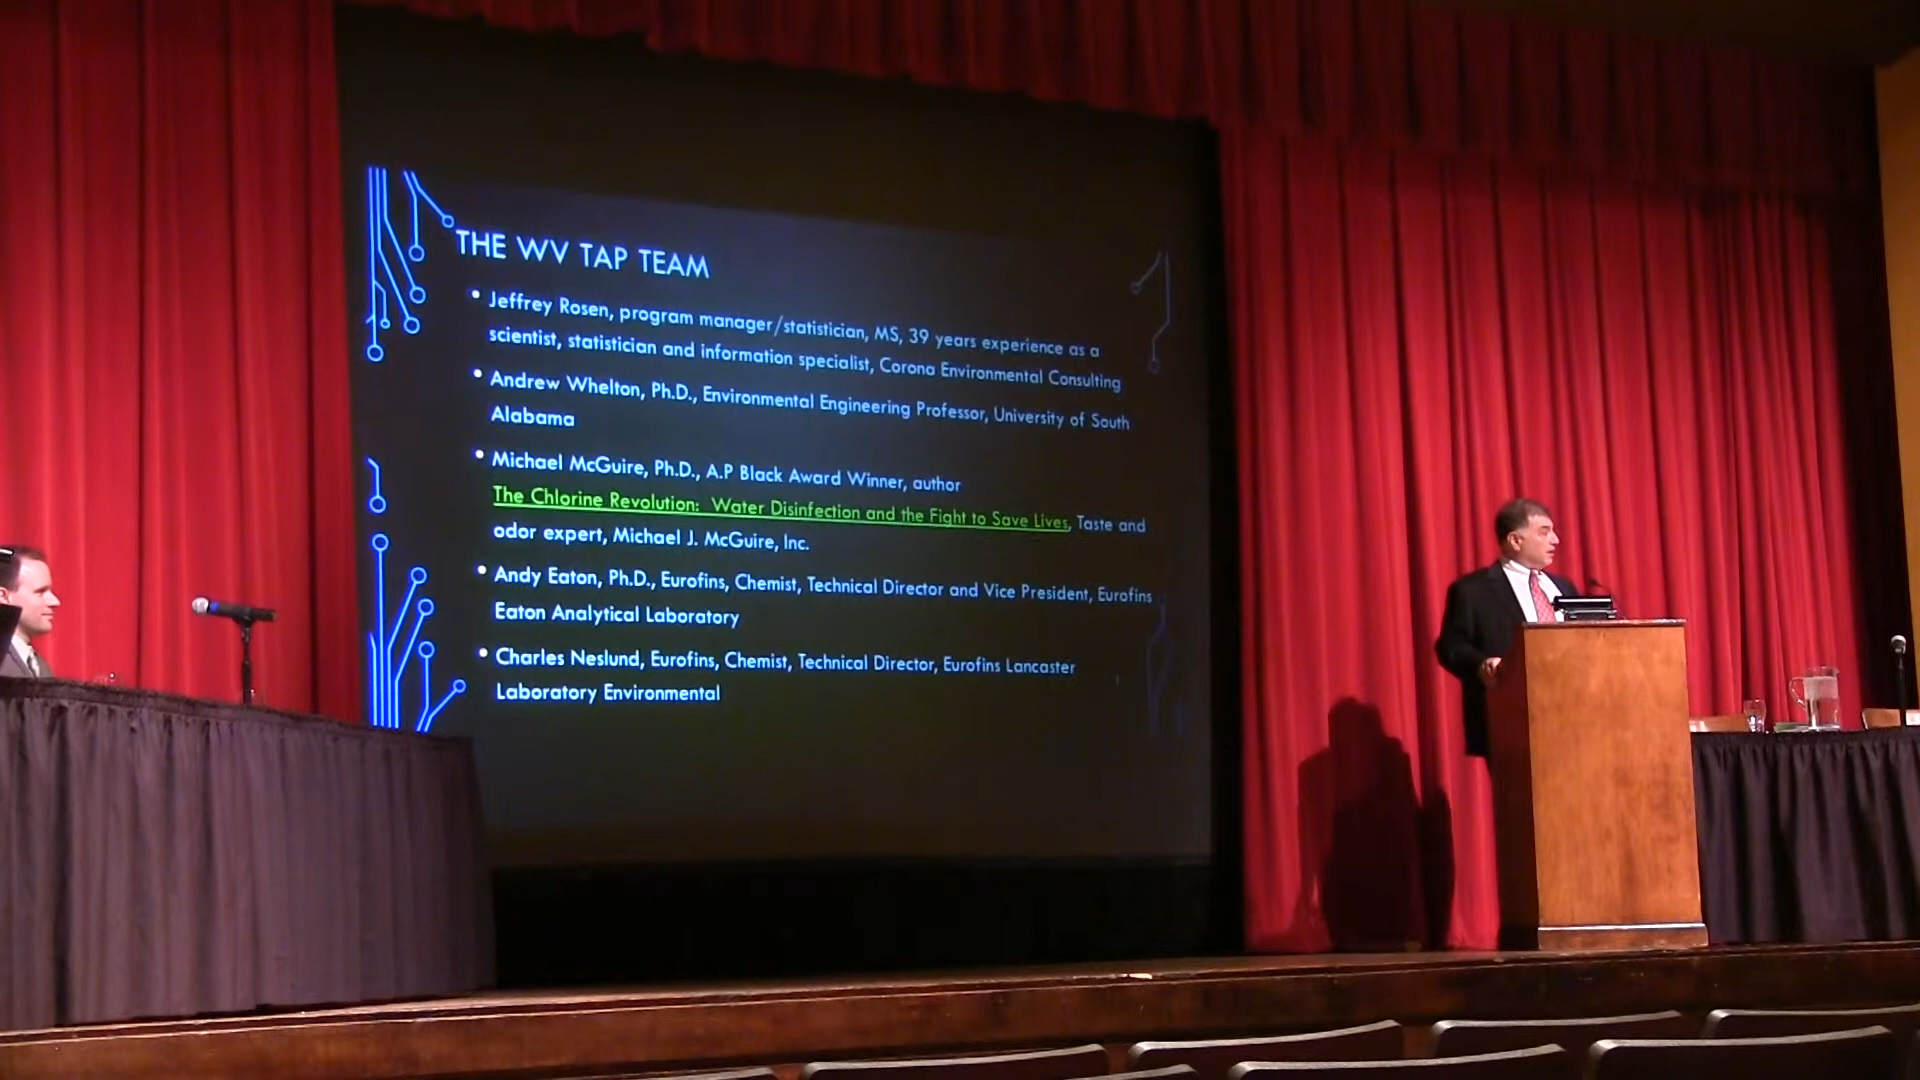 THE WV TAP TEAM
• Jeffrey Rosen, program manager/statistician, MS, 39 years experience as a
scientist, statistician and information specialist, Corona Environmental Consulting
• Andrew Whelton, Ph.D., Environmental Engineering Professor, University of South
Alabama
• Michael McGuire, Ph.D., A.P Black Award Winner, author
The Chlorine Revolution: Water Disinfection and the Fight to Save Lives, Taste and
odor expert, Michael J. McGuire, Inc.
• Andy Eaton, Ph.D., Eurofins, Chemist, Technical Director and Vice President, Eurofins
Eaton Analytical Laboratory
• Charles Neslund, Eurofins, Chemist, Technical Director, Eurofins Lancaster
Laboratory Environmental